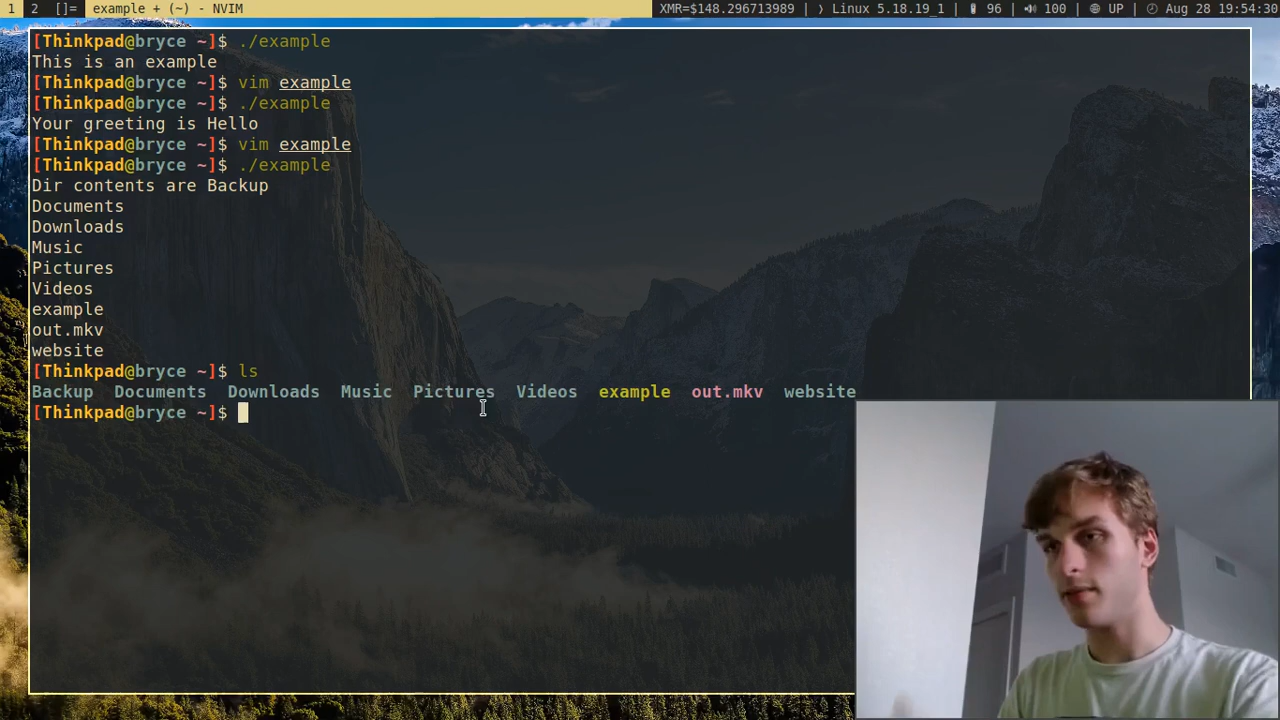 1 2 []= example + (~) - NVIM XMR=$148.296713989 | ⟩ Linux 5.18.19_1 | 96 | 100 | UP | Aug 28 19:54:30
[Thinkpad@bryce ~]$ ./example
This is an example
[Thinkpad@bryce ~]$ vim example
[Thinkpad@bryce ~]$ ./example
Your greeting is Hello
[Thinkpad@bryce ~]$ vim example
[Thinkpad@bryce ~]$ ./example
Dir contents are Backup
Documents
Downloads
Music
Pictures
Videos
example
out.mkv
website
[Thinkpad@bryce ~]$ ls
Backup Documents Downloads Music Pictures Videos example out.mkv website
[Thinkpad@bryce ~]$